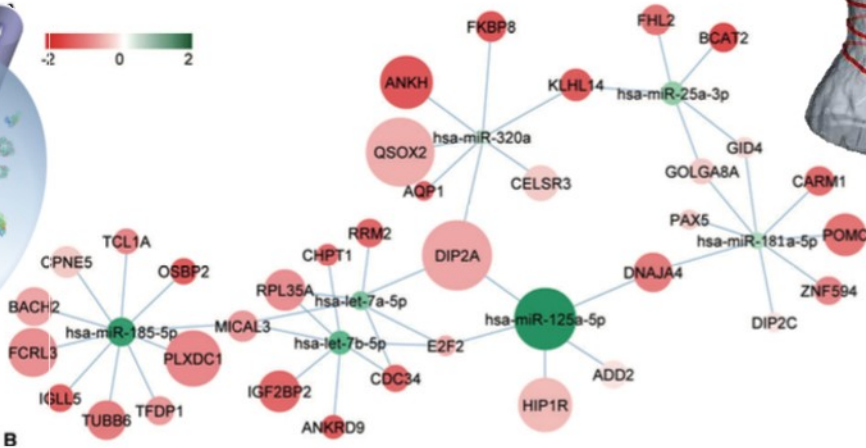 -2 0 2
FKBP8
FHL2
BCAT2
ANKH
KLHL14
hsa-miR-25a-3p
hsa-miR-320a
QSOX2
GID4
GOLGA8A
AQP1
CELSR3
CARM1
PAX5
hsa-miR-181a-5p
POMC
TCL1A
RRM2
CPNE5
OSBP2
CHPT1
DIP2A
DNAJA4
RPL35A
hsa-let-7a-5p
ZNF594
BACH2
hsa-miR-185-5p
MICAL3
hsa-miR-125a-5p
DIP2C
FCRL3
PLXDC1
hsa-let-7b-5p
E2F2
IGLL5
IGF2BP2
CDC34
ADD2
TUBB6
TFDP1
HIP1R
ANKRD9
B